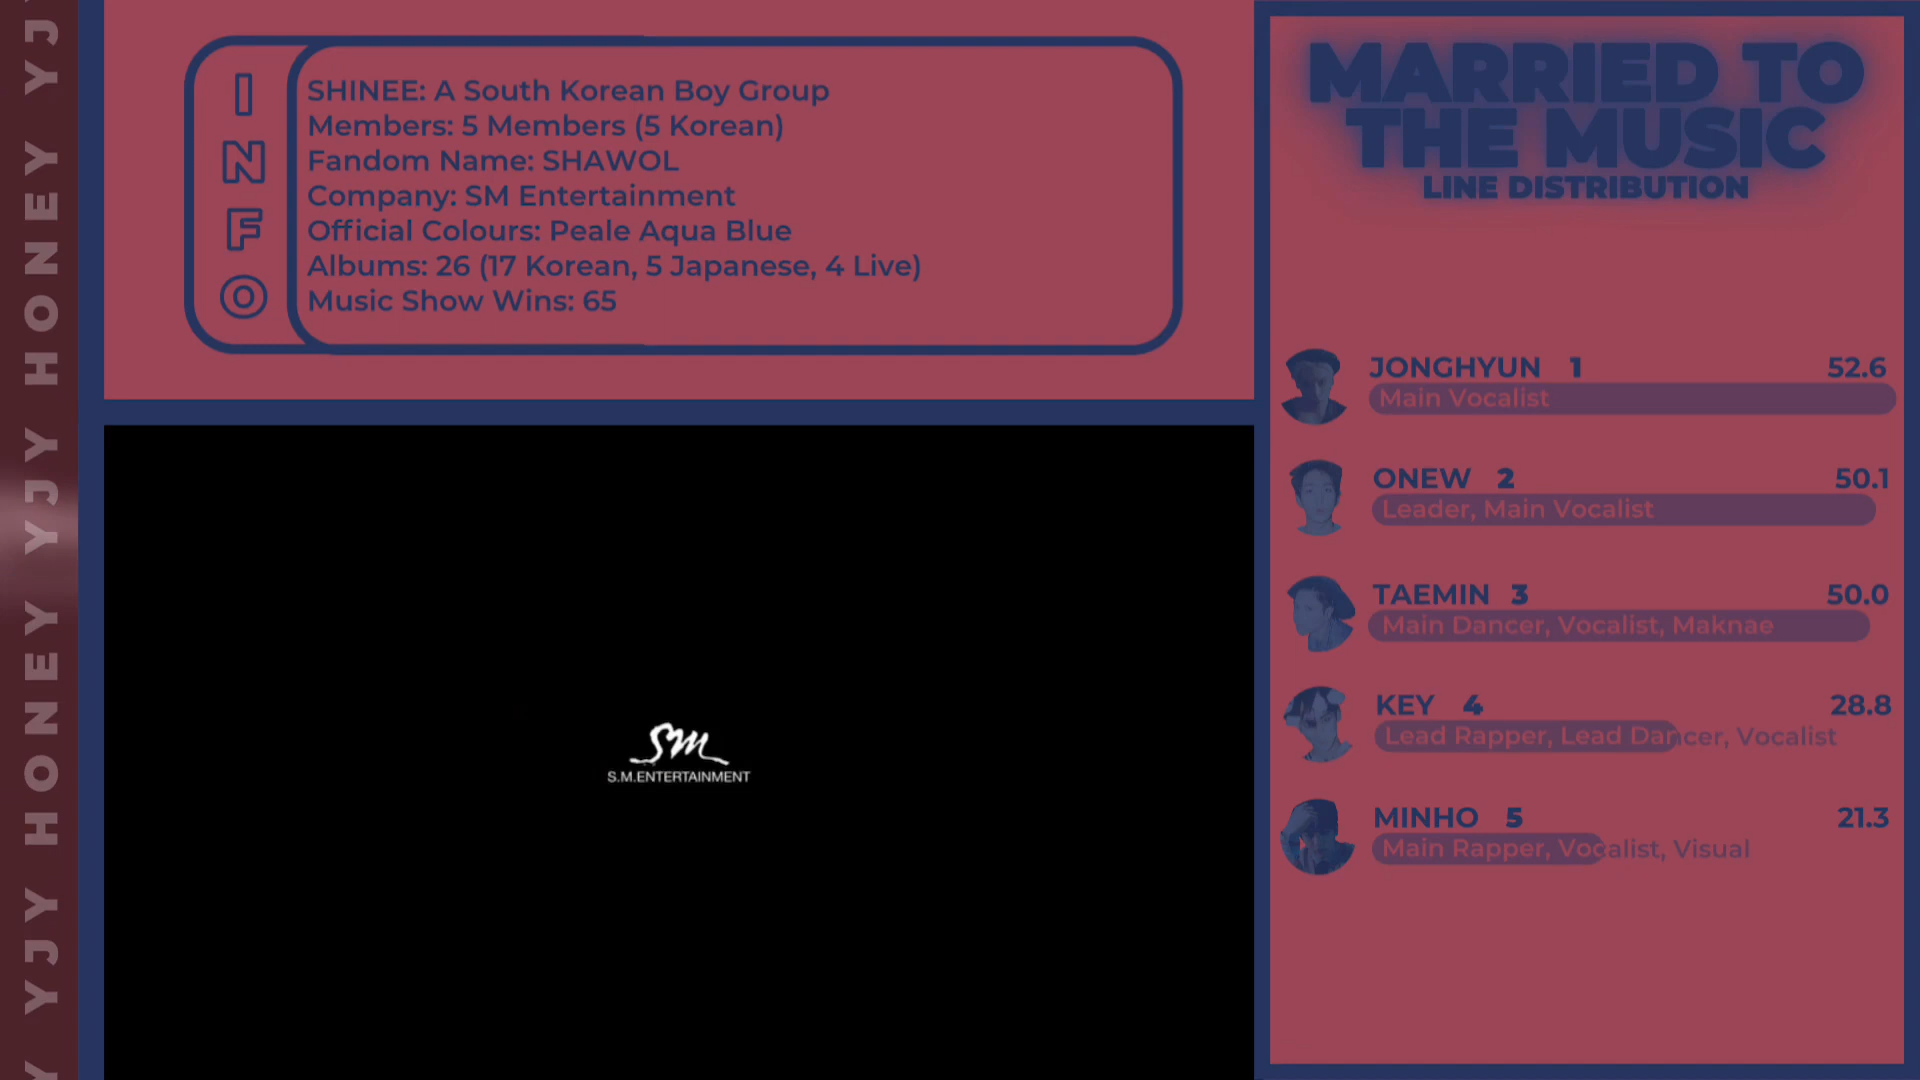 YJY HONEY YJY HONEY YJY HONEY YJY
INFO
SHINEE: A South Korean Boy Group
Members: 5 Members (5 Korean)
Fandom Name: SHAWOL
Company: SM Entertainment
Official Colours: Peale Aqua Blue
Albums: 26 (17 Korean, 5 Japanese, 4 Live)
Music Show Wins: 65
SM
S.M.ENTERTAINMENT
MARRIED TO
THE MUSIC
LINE DISTRIBUTION
JONGHYUN 1 52.6
Main Vocalist
ONEW 2 50.1
Leader, Main Vocalist
TAEMIN 3 50.0
Main Dancer, Vocalist, Maknae
KEY 4 28.8
Lead Rapper, Lead Dancer, Vocalist
MINHO 5 21.3
Main Rapper, Vocalist, Visual